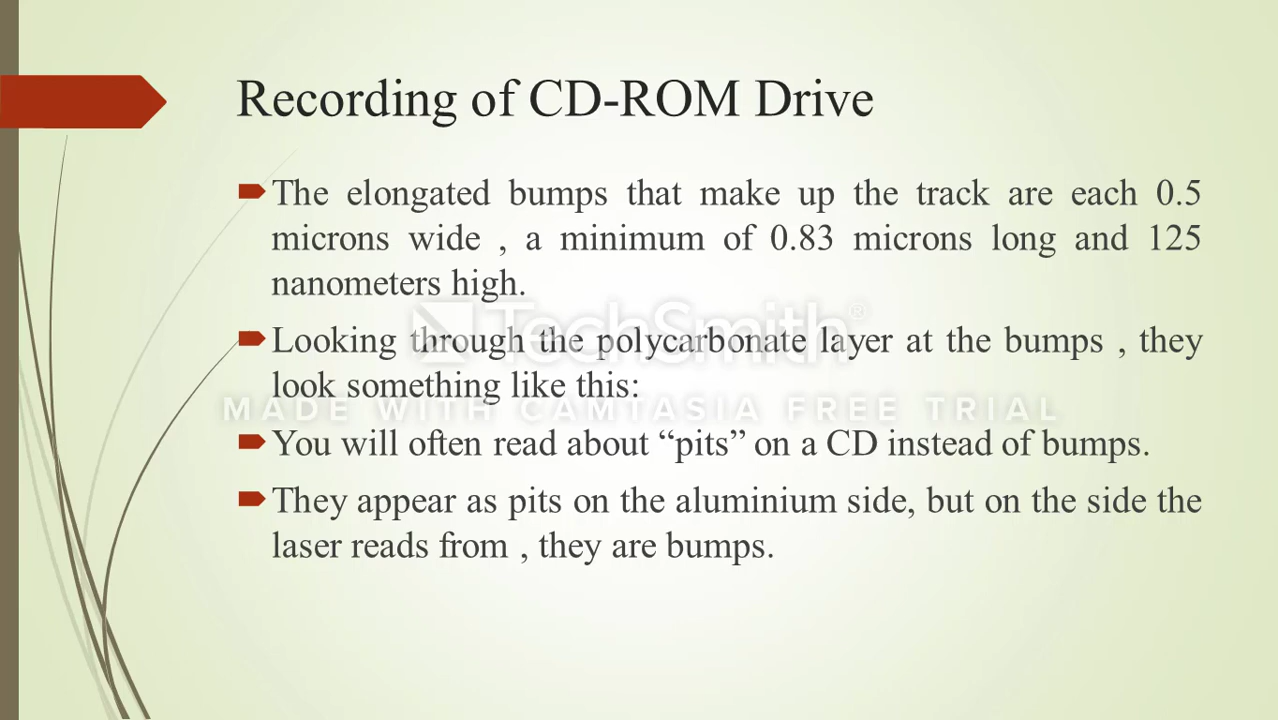 Recording of CD-ROM Drive
The elongated bumps that make up the track are each 0.5
microns wide , a minimum of 0.83 microns long and 125
nanometers high.
TechSmith®
Looking through the polycarbonate layer at the bumps , they
look something like this:
MADE WITH CAMTASIA FREE TRIAL
You will often read about “pits” on a CD instead of bumps.
They appear as pits on the aluminium side, but on the side the
laser reads from , they are bumps.